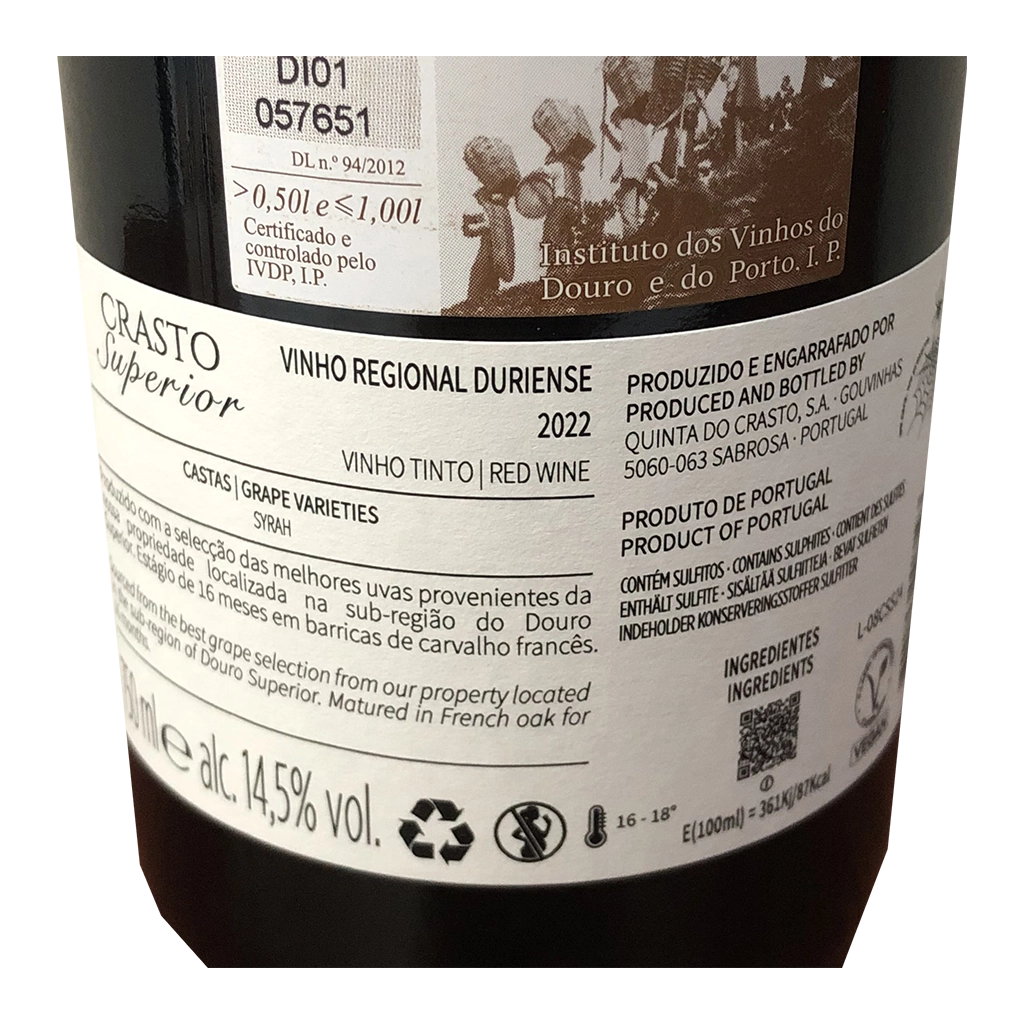 DI01
057651
DL n.º 94/2012
>0,50l e ≤1,00l
Certificado e
controlado pelo
IVDP, I.P.
Instituto dos Vinhos do
Douro e do Porto, I. P.
CRASTO
Superior
VINHO REGIONAL DURIENSE
2022
VINHO TINTO | RED WINE
CASTAS | GRAPE VARIETIES
SYRAH
com a selecção das melhores uvas provenientes da
propriedade localizada na sub-região do Douro
Estágio de 16 meses em barricas de carvalho francês.
from the best grape selection from our property located
sub-region of Douro Superior. Matured in French oak for
months.
ml e alc. 14,5% vol.
16 - 18°
PRODUZIDO E ENGARRAFADO POR
PRODUCED AND BOTTLED BY
QUINTA DO CRASTO, S.A. · GOUVINHAS
5060-063 SABROSA · PORTUGAL
PRODUTO DE PORTUGAL
PRODUCT OF PORTUGAL
CONTÉM SULFITOS · CONTAINS SULPHITES · CONTIENT DES SULFITES
ENTHÄLT SULFITE · SISÄLTÄÄ SULFIITTEJA · BEVAT SULFIETEN
INDEHOLDER KONSERVERINGSSTOFFER SULFITTER
INGREDIENTES
INGREDIENTS
E(100ml) = 361Kj/87Kcal
VEGAN